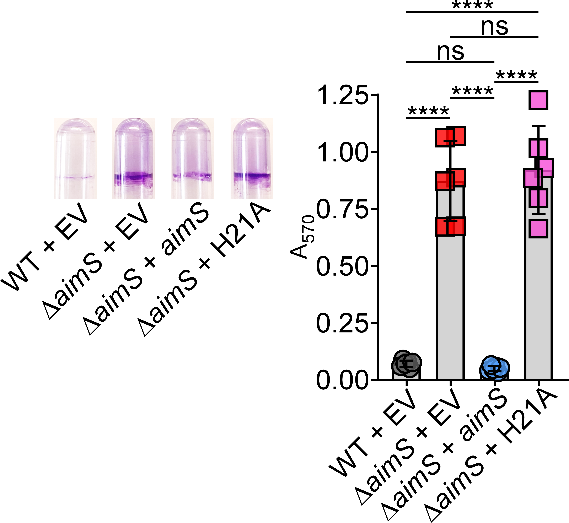 ****
ns
ns
****
****
****
1.25
1.00
0.75
0.50
0.25
0.00
A570
WT + EV
ΔaimS + EV
ΔaimS + aimS
ΔaimS + H21A
WT + EV
ΔaimS + EV
ΔaimS + aimS
ΔaimS + H21A